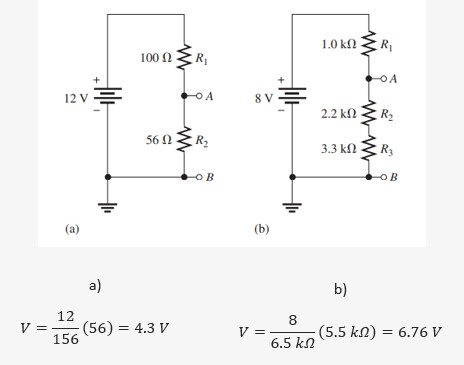 100 Ω R₁
12 V
+
–
A
56 Ω R₂
B
(a)
1.0 kΩ R₁
A
8 V
+
–
2.2 kΩ R₂
3.3 kΩ R₃
B
(b)
a)
V = 12/156 (56) = 4.3 V
b)
V = 8/6.5 kΩ (5.5 kΩ) = 6.76 V